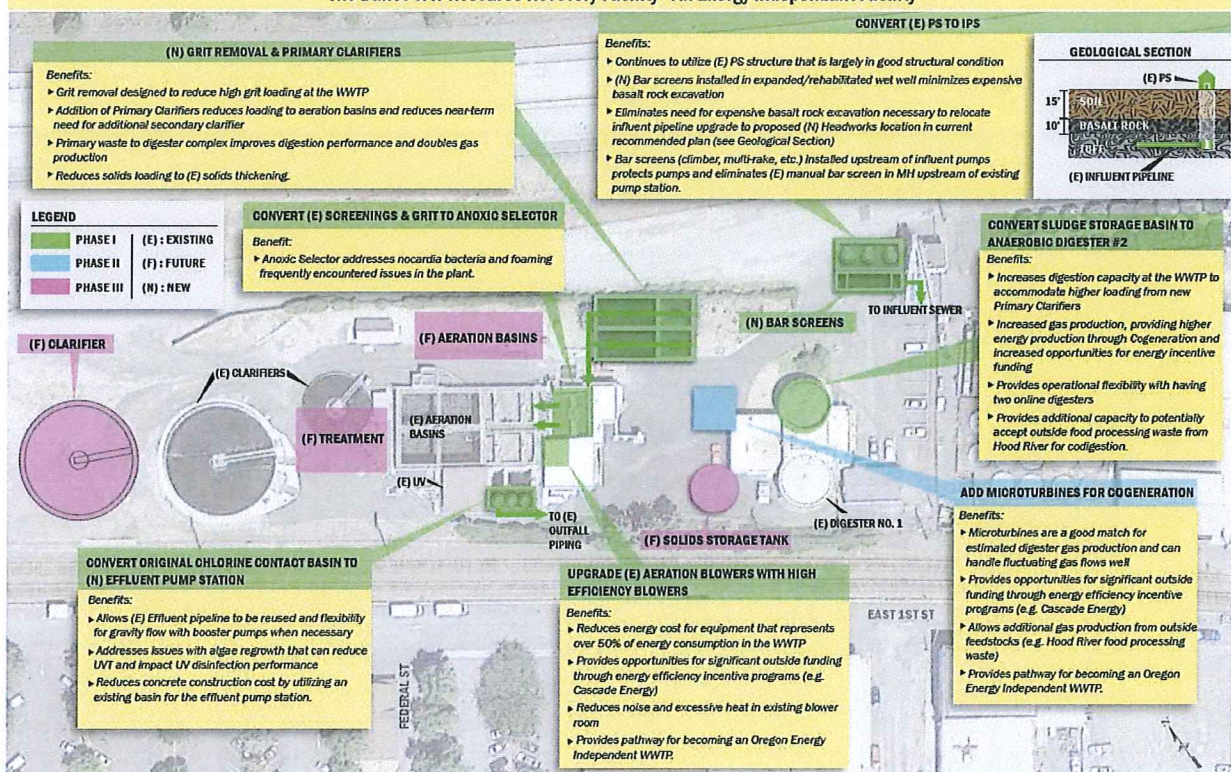 (N) GRIT REMOVAL & PRIMARY CLARIFIERS
Benefits:
▸ Grit removal designed to reduce high grit loading at the WWTP
▸ Addition of Primary Clarifiers reduces loading to aeration basins and reduces near-term
need for additional secondary clarifier
▸ Primary waste to digester complex improves digestion performance and doubles gas
production
▸ Reduces solids loading to (E) solids thickening.
CONVERT (E) PS TO IPS
Benefits:
▸ Continues to utilize (E) PS structure that is largely in good structural condition
▸ (N) Bar screens installed in expanded/rehabilitated wet well minimizes expensive
basalt rock excavation
▸ Eliminates need for expensive basalt rock excavation necessary to relocate
influent pipeline upgrade to proposed (N) Headworks location in current
recommended plan (see Geological Section)
▸ Bar screens (climber, multi-rake, etc.) installed upstream of influent pumps
protects pumps and eliminates (E) manual bar screen in MH upstream of existing
pump station.
GEOLOGICAL SECTION
(E) PS
15'
SOIL
10'
BASALT ROCK
TUFF
(E) INFLUENT PIPELINE
LEGEND
PHASE I
(E) : EXISTING
PHASE II
(F) : FUTURE
PHASE III
(N) : NEW
CONVERT (E) SCREENINGS & GRIT TO ANOXIC SELECTOR
Benefit:
▸ Anoxic Selector addresses nocardia bacteria and foaming
frequently encountered issues in the plant.
CONVERT SLUDGE STORAGE BASIN TO
ANAEROBIC DIGESTER #2
Benefits:
▸ Increases digestion capacity at the WWTP to
accommodate higher loading from new
Primary Clarifiers
▸ Increased gas production, providing higher
energy production through Cogeneration and
increased opportunities for energy incentive
funding
▸ Provides operational flexibility with having
two online digesters
▸ Provides additional capacity to potentially
accept outside food processing waste from
Hood River for codigestion.
TO INFLUENT SEWER
(N) BAR SCREENS
(F) AERATION BASINS
(F) CLARIFIER
(E) CLARIFIERS
(F) TREATMENT
(E) AERATION
BASINS
(E) UV
TO (E)
OUTFALL
PIPING
(F) SOLIDS STORAGE TANK
(E) DIGESTER NO. 1
ADD MICROTURBINES FOR COGENERATION
Benefits:
▸ Microturbines are a good match for
estimated digester gas production and can
handle fluctuating gas flows well
▸ Provides opportunities for significant outside
funding through energy efficiency incentive
programs (e.g. Cascade Energy)
▸ Allows additional gas production from outside
feedstocks (e.g. Hood River food processing
waste)
▸ Provides pathway for becoming an Oregon
Energy Independent WWTP.
CONVERT ORIGINAL CHLORINE CONTACT BASIN TO
(N) EFFLUENT PUMP STATION
Benefits:
▸ Allows (E) Effluent pipeline to be reused and flexibility
for gravity flow with booster pumps when necessary
▸ Addresses issues with algae regrowth that can reduce
UVT and impact UV disinfection performance
▸ Reduces concrete construction cost by utilizing an
existing basin for the effluent pump station.
UPGRADE (E) AERATION BLOWERS WITH HIGH
EFFICIENCY BLOWERS
Benefits:
▸ Reduces energy cost for equipment that represents
over 50% of energy consumption in the WWTP
▸ Provides opportunities for significant outside funding
through energy efficiency incentive programs (e.g.
Cascade Energy)
▸ Reduces noise and excessive heat in existing blower
room
▸ Provides pathway for becoming an Oregon Energy
Independent WWTP.
EAST 1ST ST
FEDERAL ST